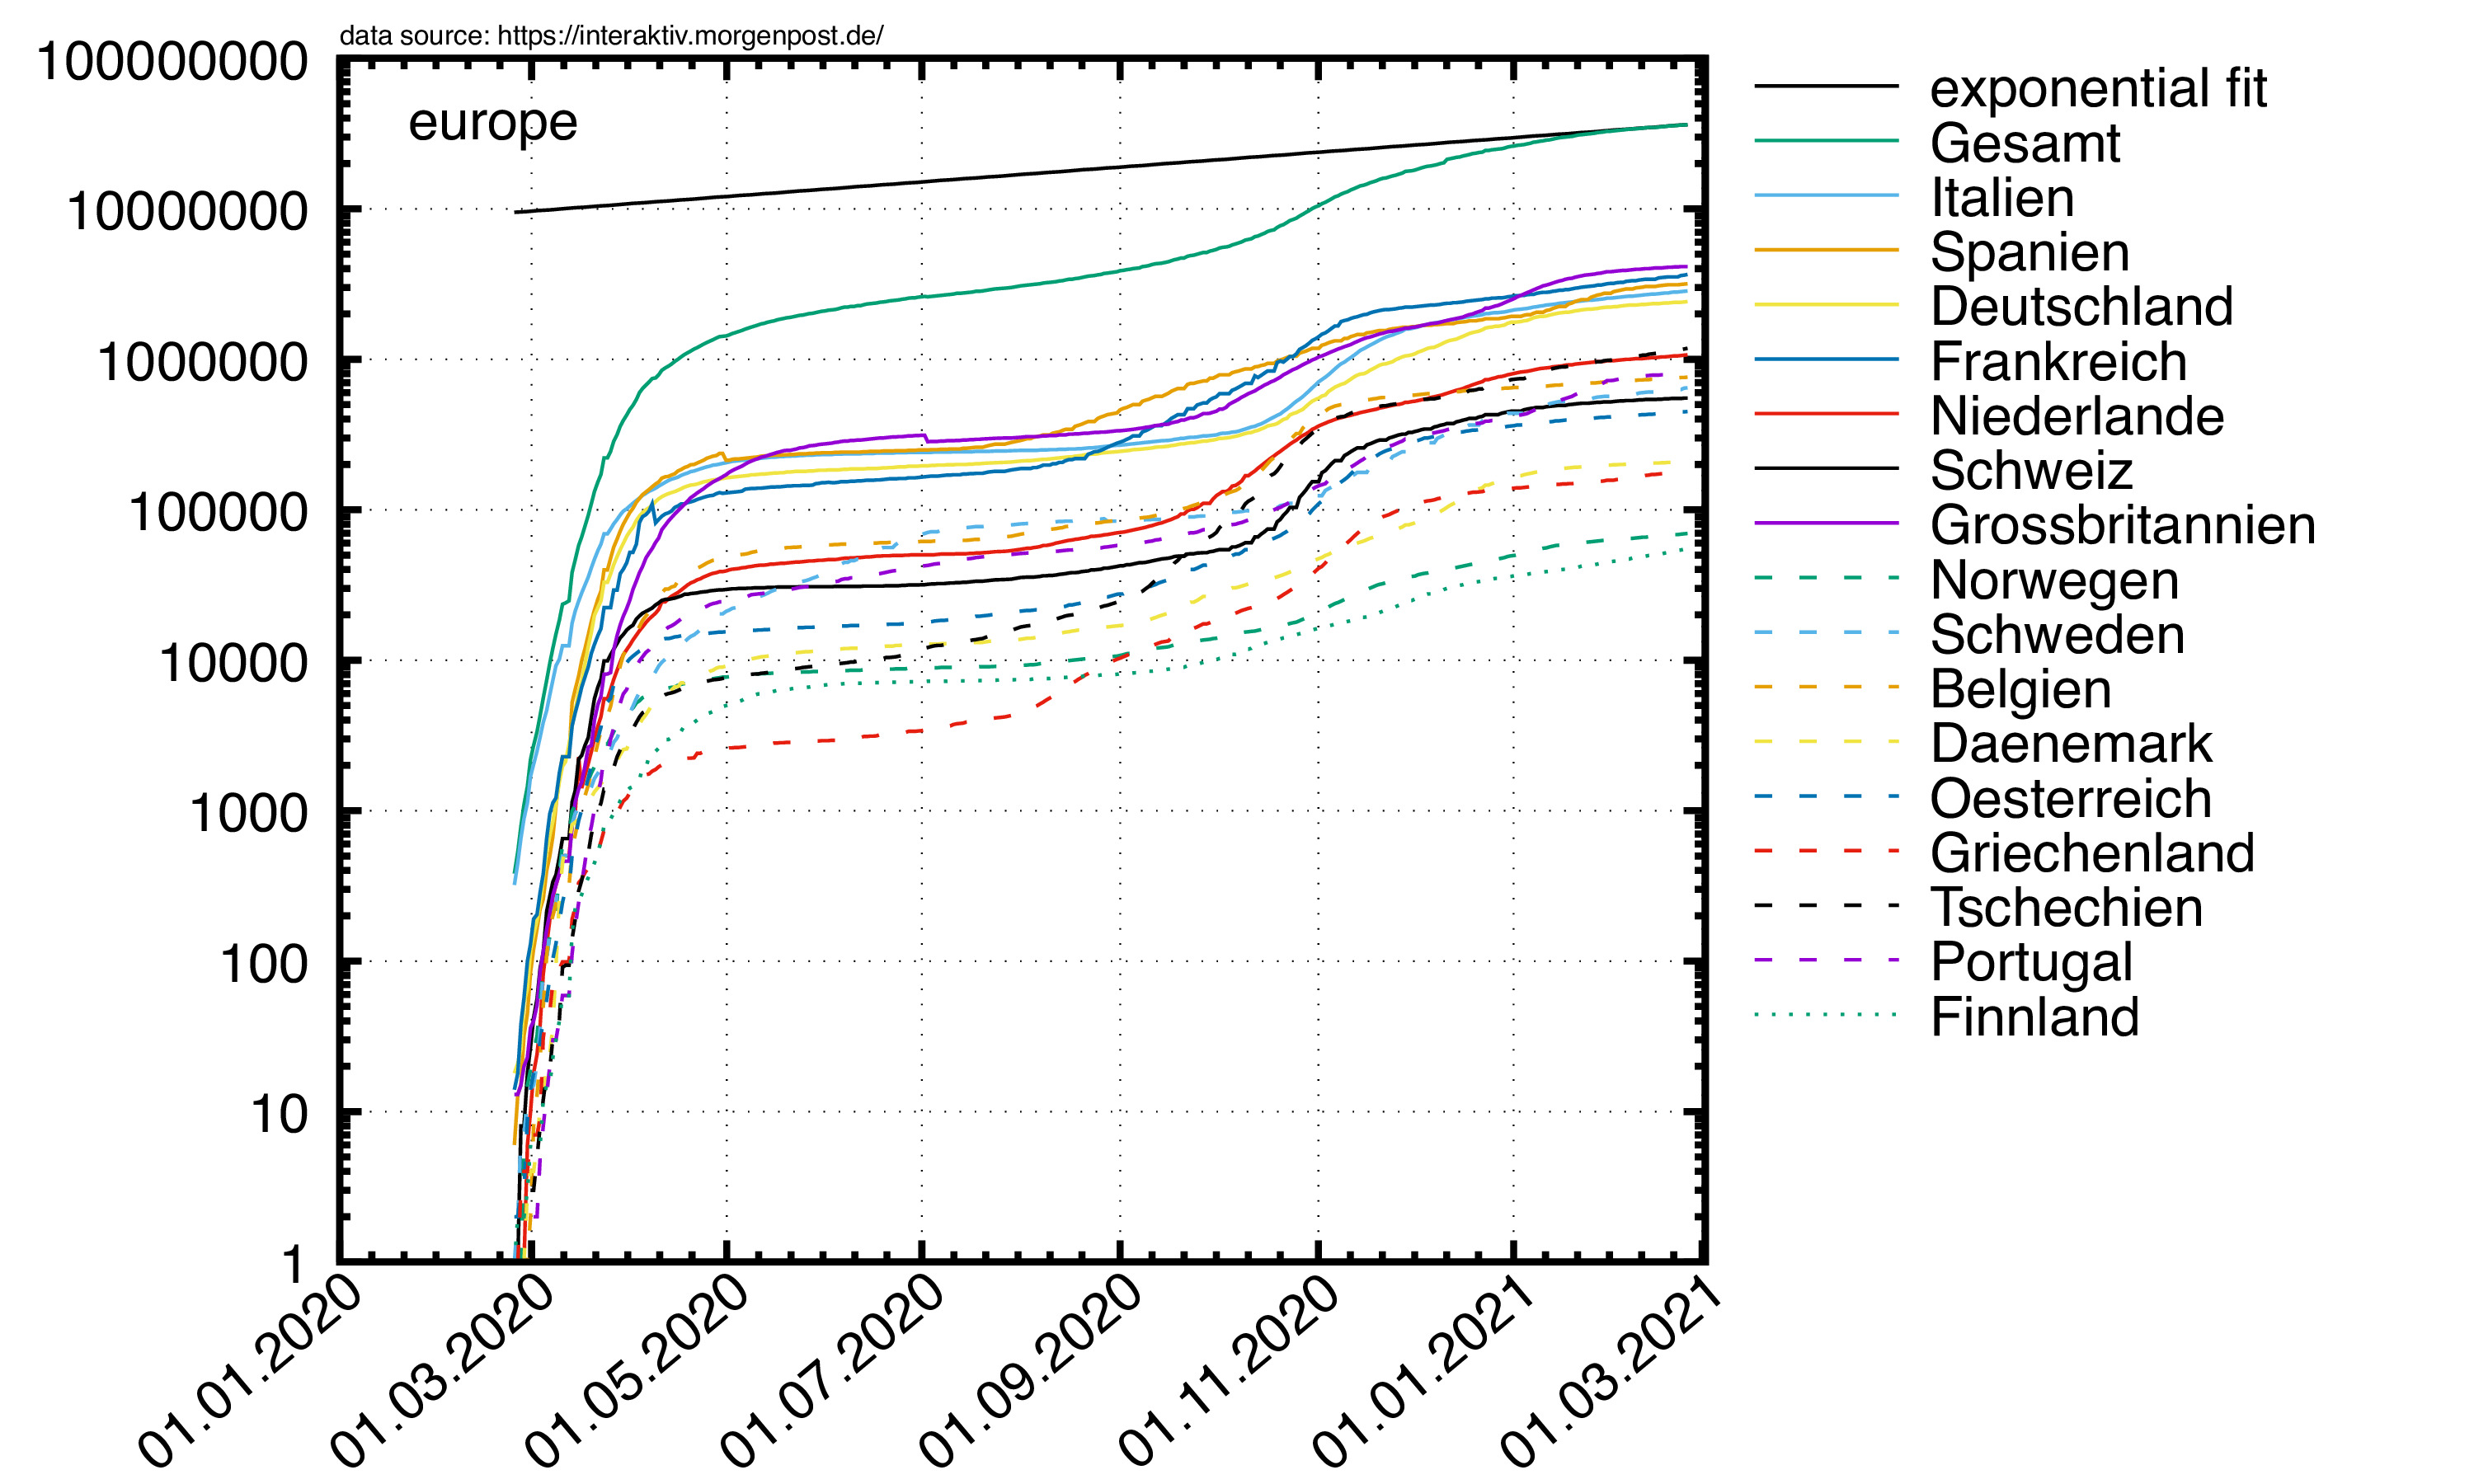 data source: https://interaktiv.morgenpost.de/
europe
100000000
10000000
1000000
100000
10000
1000
100
10
1
01.01.2020
01.03.2020
01.05.2020
01.07.2020
01.09.2020
01.11.2020
01.01.2021
01.03.2021
exponential fit
Gesamt
Italien
Spanien
Deutschland
Frankreich
Niederlande
Schweiz
Grossbritannien
Norwegen
Schweden
Belgien
Daenemark
Oesterreich
Griechenland
Tschechien
Portugal
Finnland